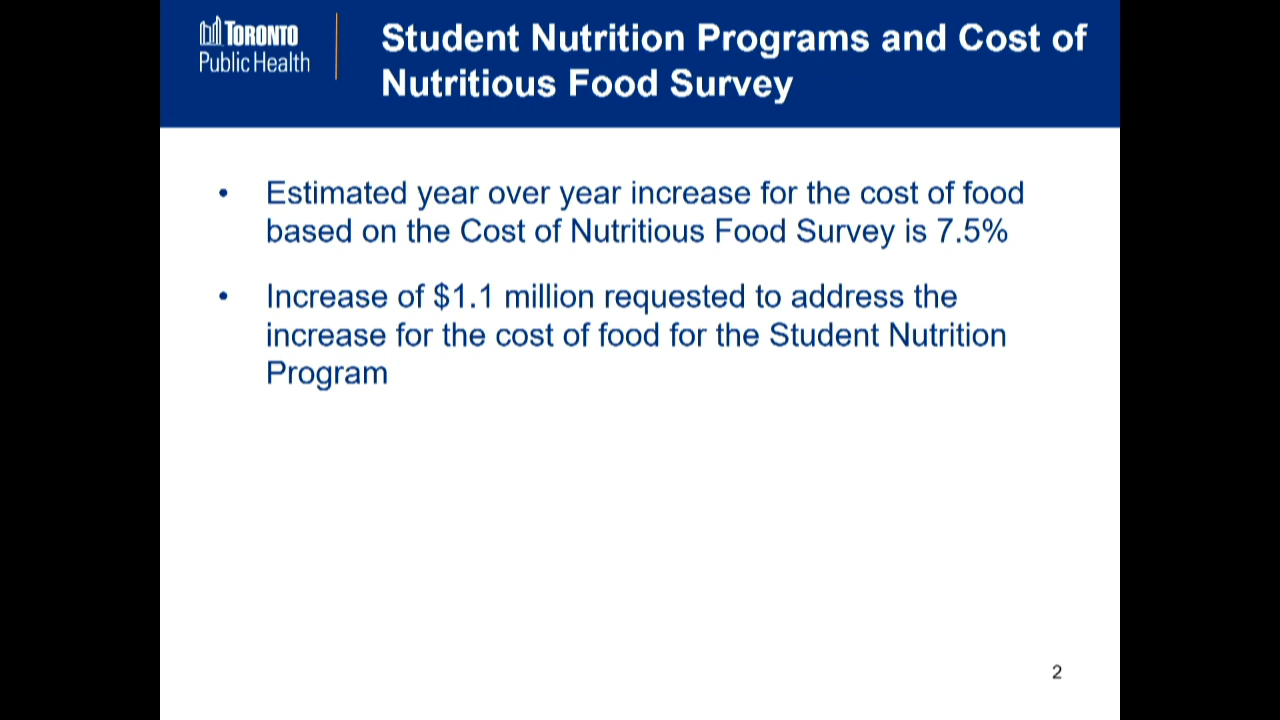 TORONTO
Public Health
Student Nutrition Programs and Cost of
Nutritious Food Survey
• Estimated year over year increase for the cost of food
based on the Cost of Nutritious Food Survey is 7.5%
• Increase of $1.1 million requested to address the
increase for the cost of food for the Student Nutrition
Program
2